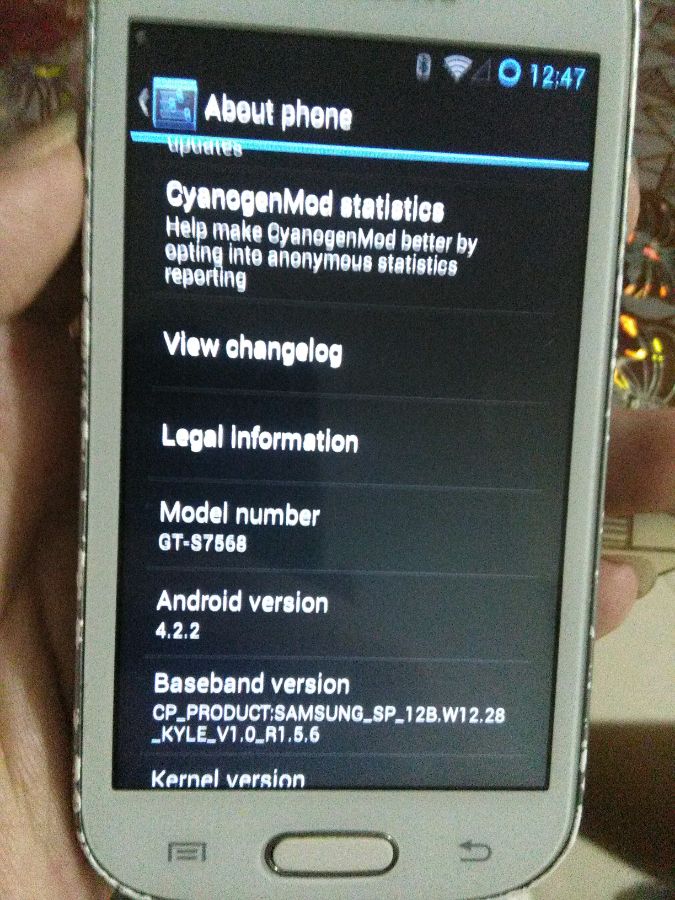 12:47
About phone
updates
CyanogenMod statistics
Help make CyanogenMod better by
opting into anonymous statistics
reporting
View changelog
Legal information
Model number
GT-S7568
Android version
4.2.2
Baseband version
CP_PRODUCT:SAMSUNG_SP_12B.W12.28
_KYLE_V1.0_R1.5.6
Kernel version